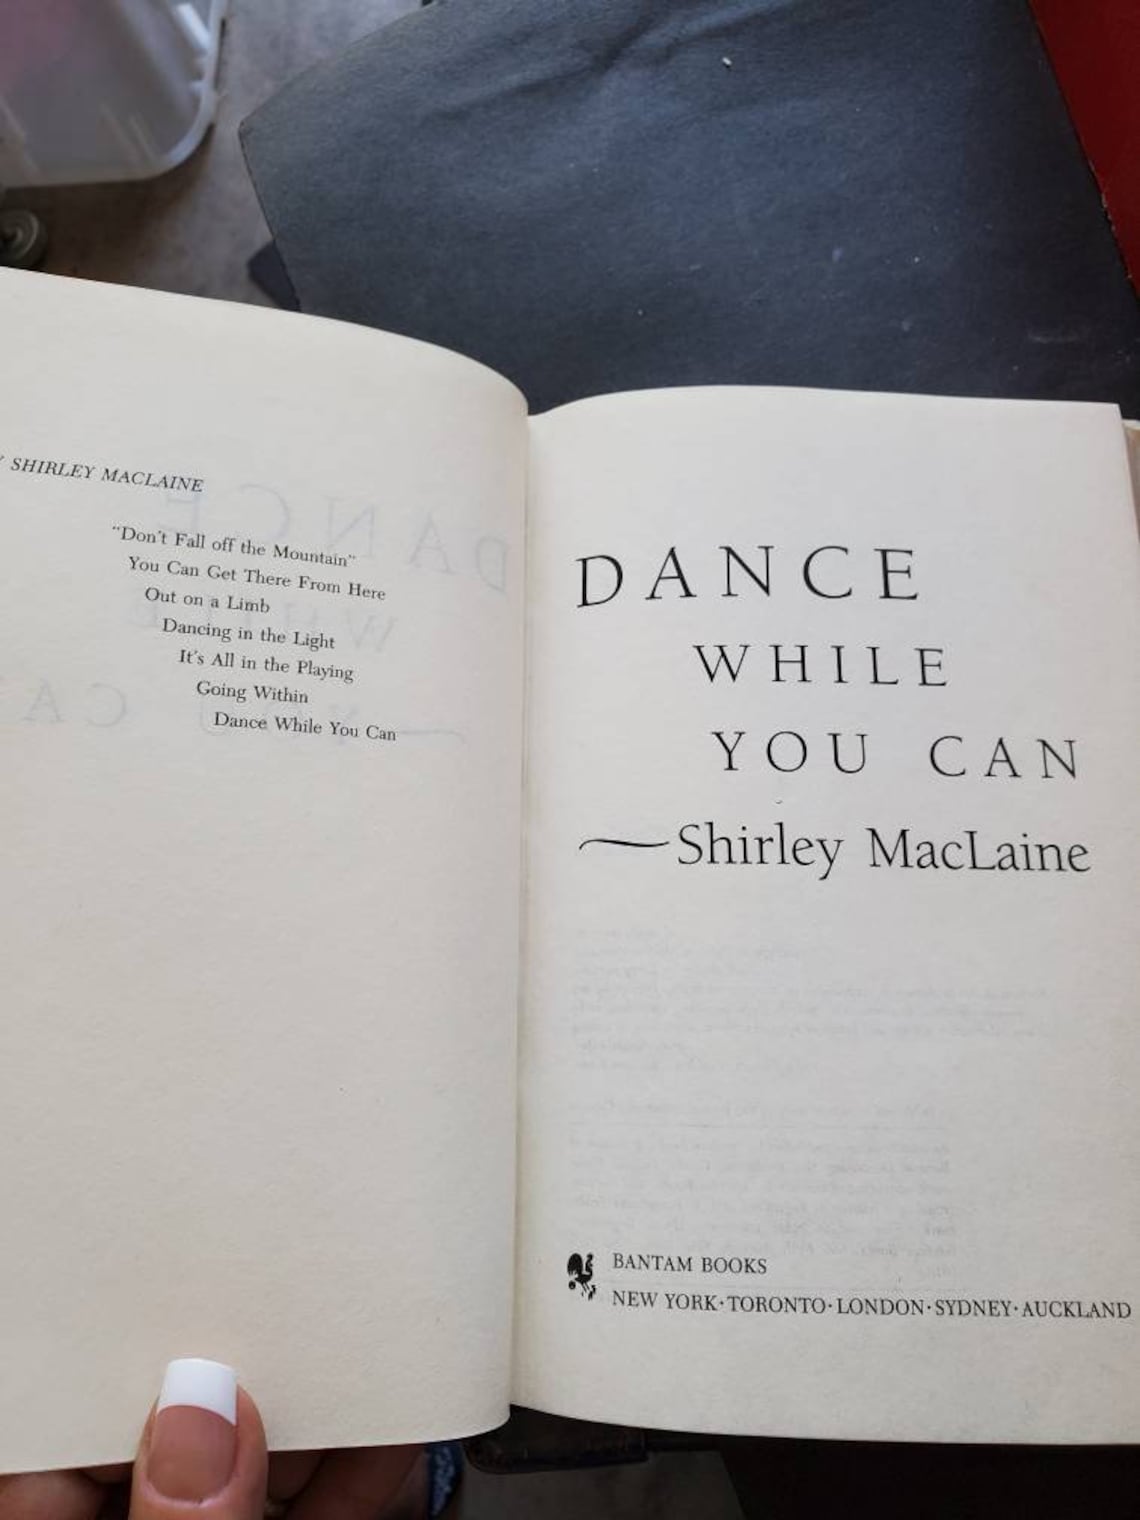 SHIRLEY MACLAINE
"Don't Fall off the Mountain"
You Can Get There From Here
Out on a Limb
Dancing in the Light
It's All in the Playing
Going Within
Dance While You Can
DANCE
WHILE
YOU CAN
Shirley MacLaine
BANTAM BOOKS
NEW YORK·TORONTO·LONDON·SYDNEY·AUCKLAND